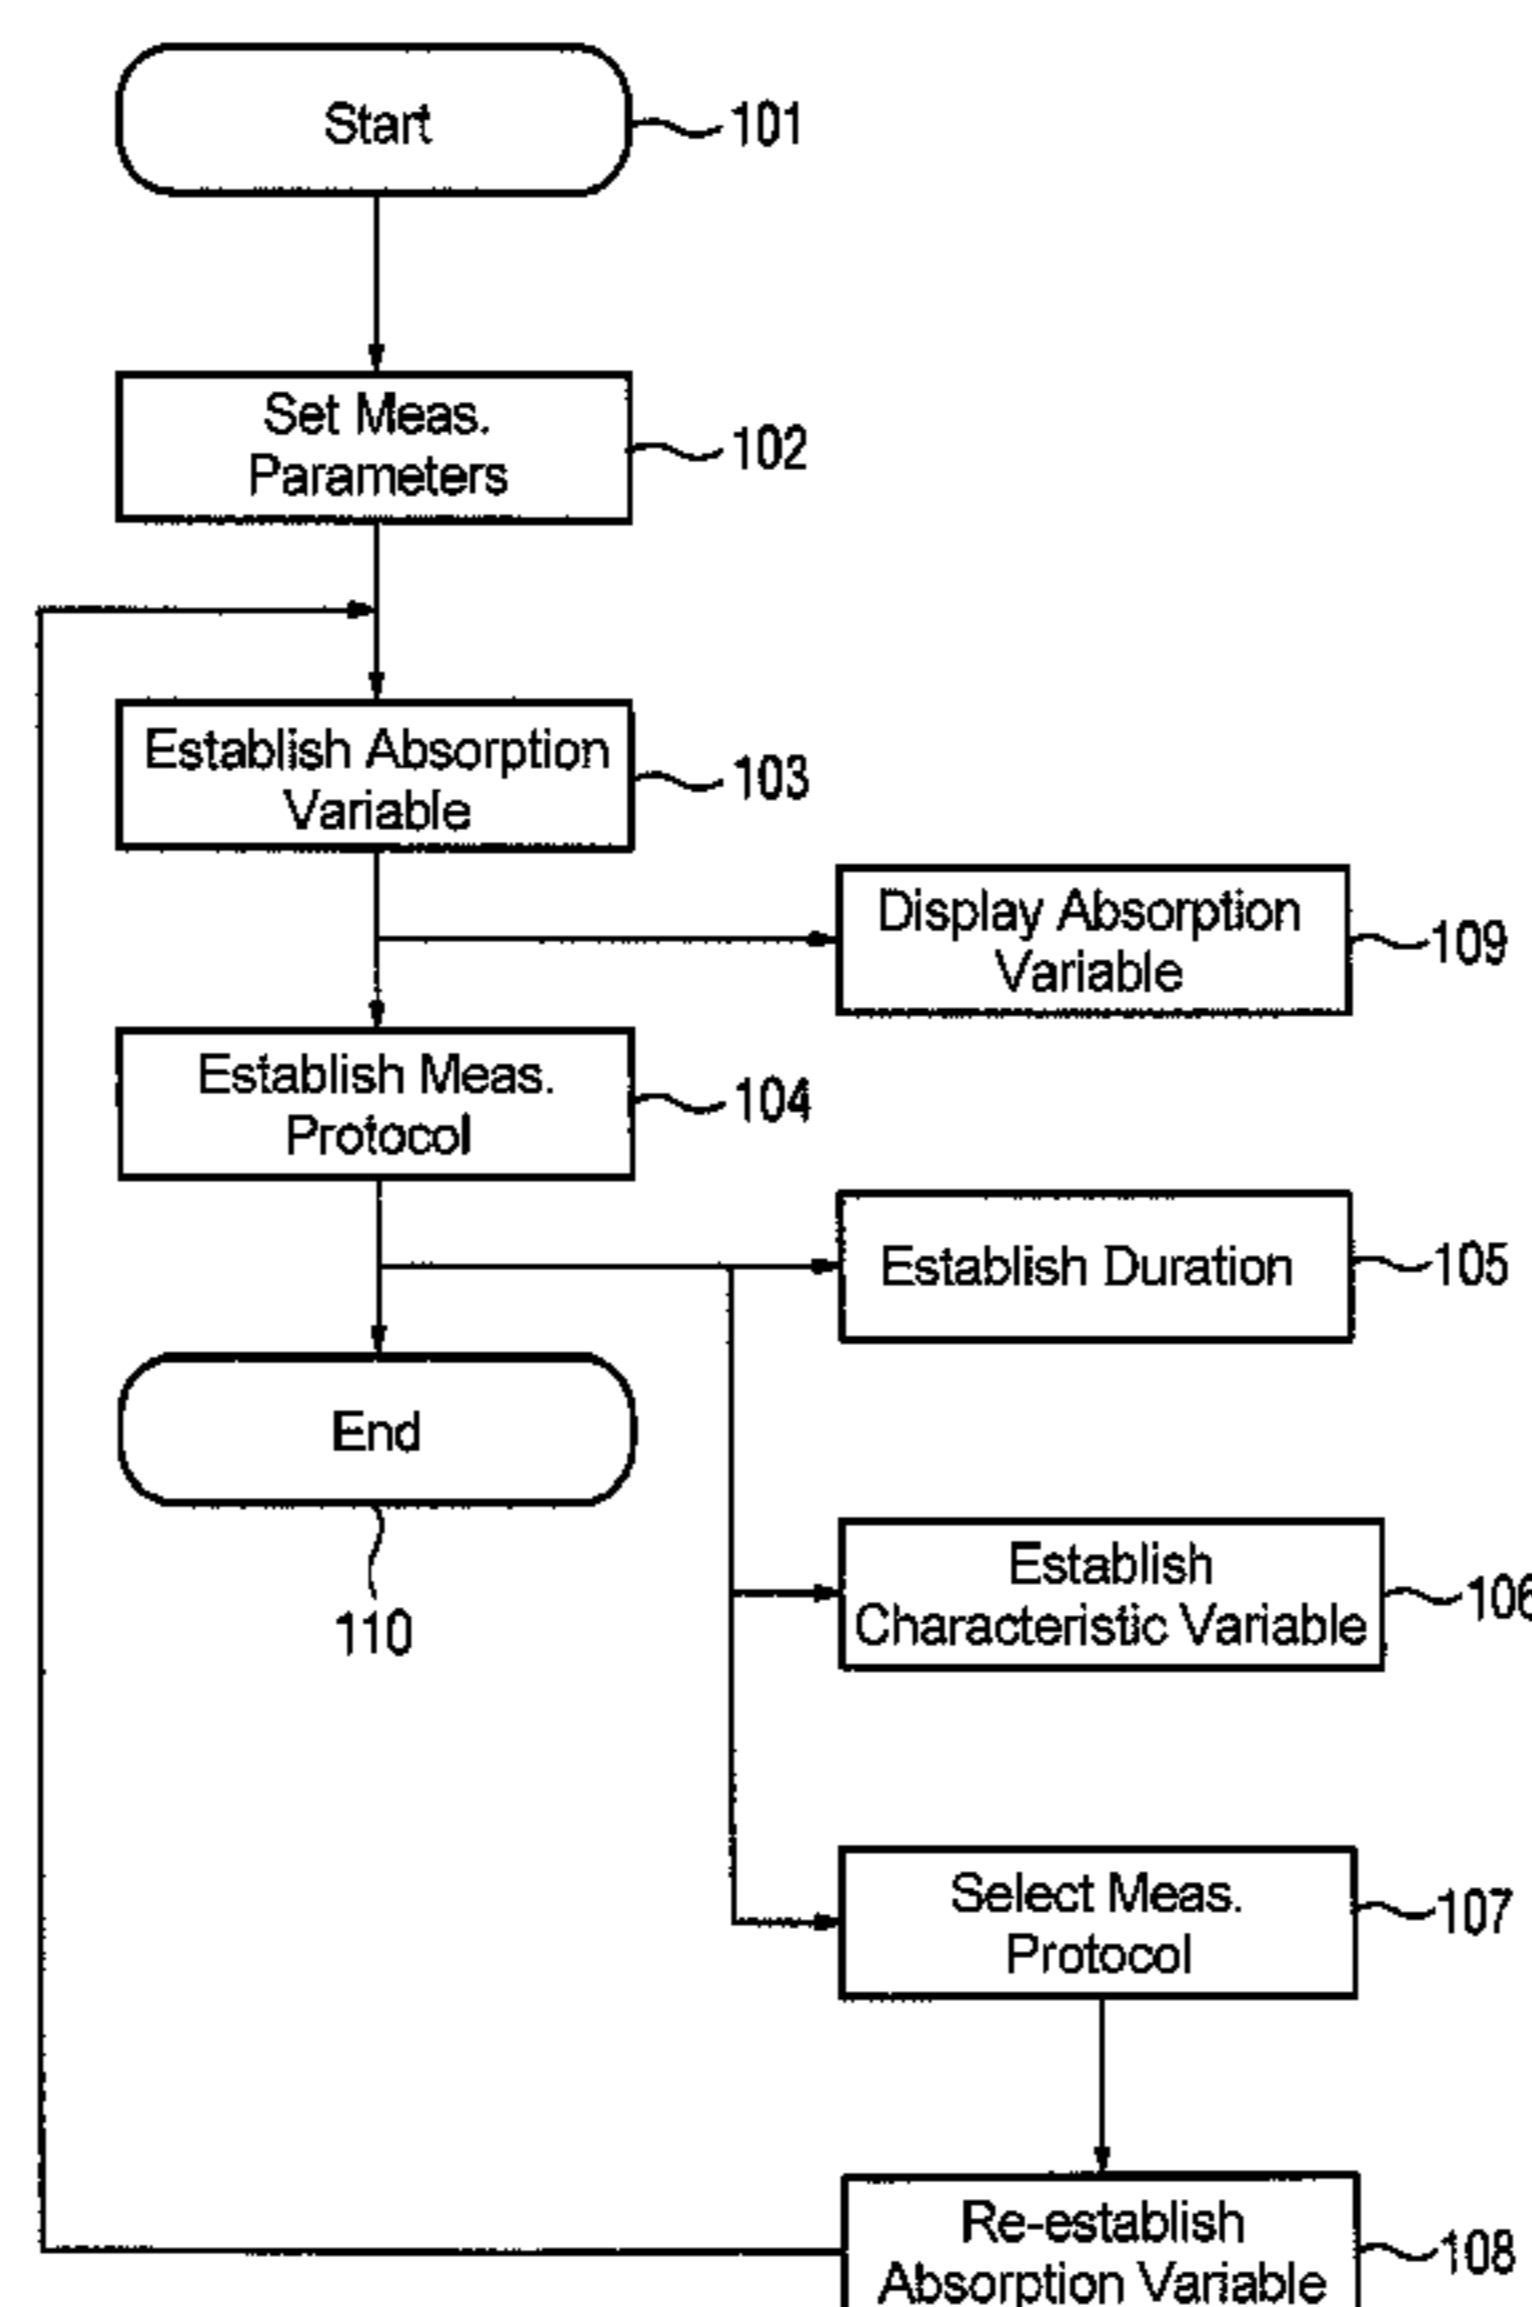 Start
101
Set Meas.
Parameters
102
Establish Absorption
Variable
103
Display Absorption
Variable
109
Establish Meas.
Protocol
104
Establish Duration
105
End
110
Establish
Characteristic Variable
106
Select Meas.
Protocol
107
Re-establish
Absorption Variable
108